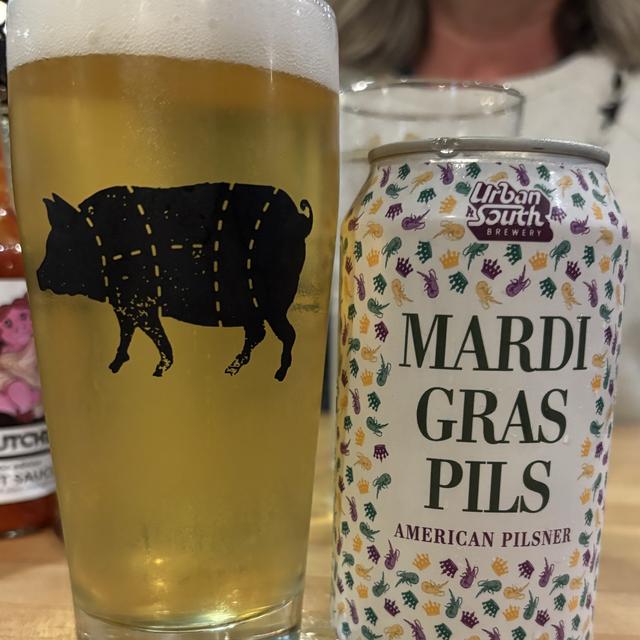 Urban
South
BREWERY
MARDI
GRAS
PILS
AMERICAN PILSNER